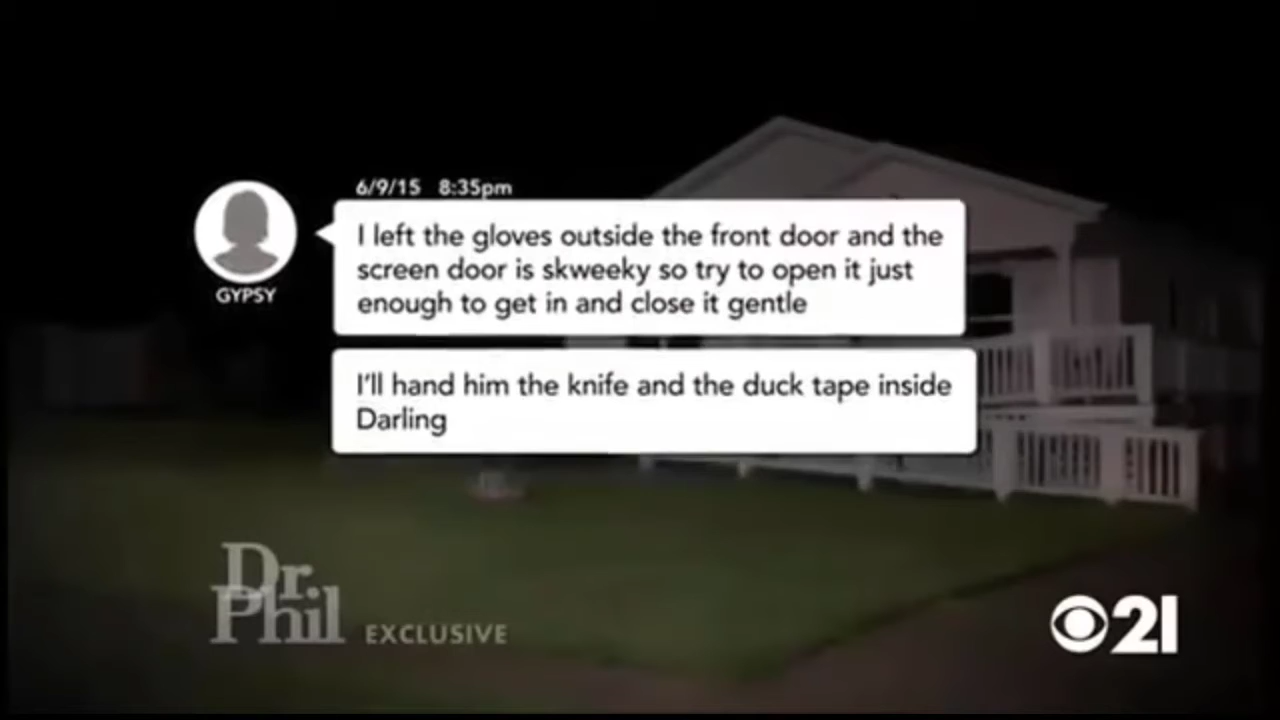 6/9/15 8:35pm
I left the gloves outside the front door and the
screen door is skweeky so try to open it just
enough to get in and close it gentle
GYPSY
I'll hand him the knife and the duck tape inside
Darling
Dr.
Phil EXCLUSIVE
21